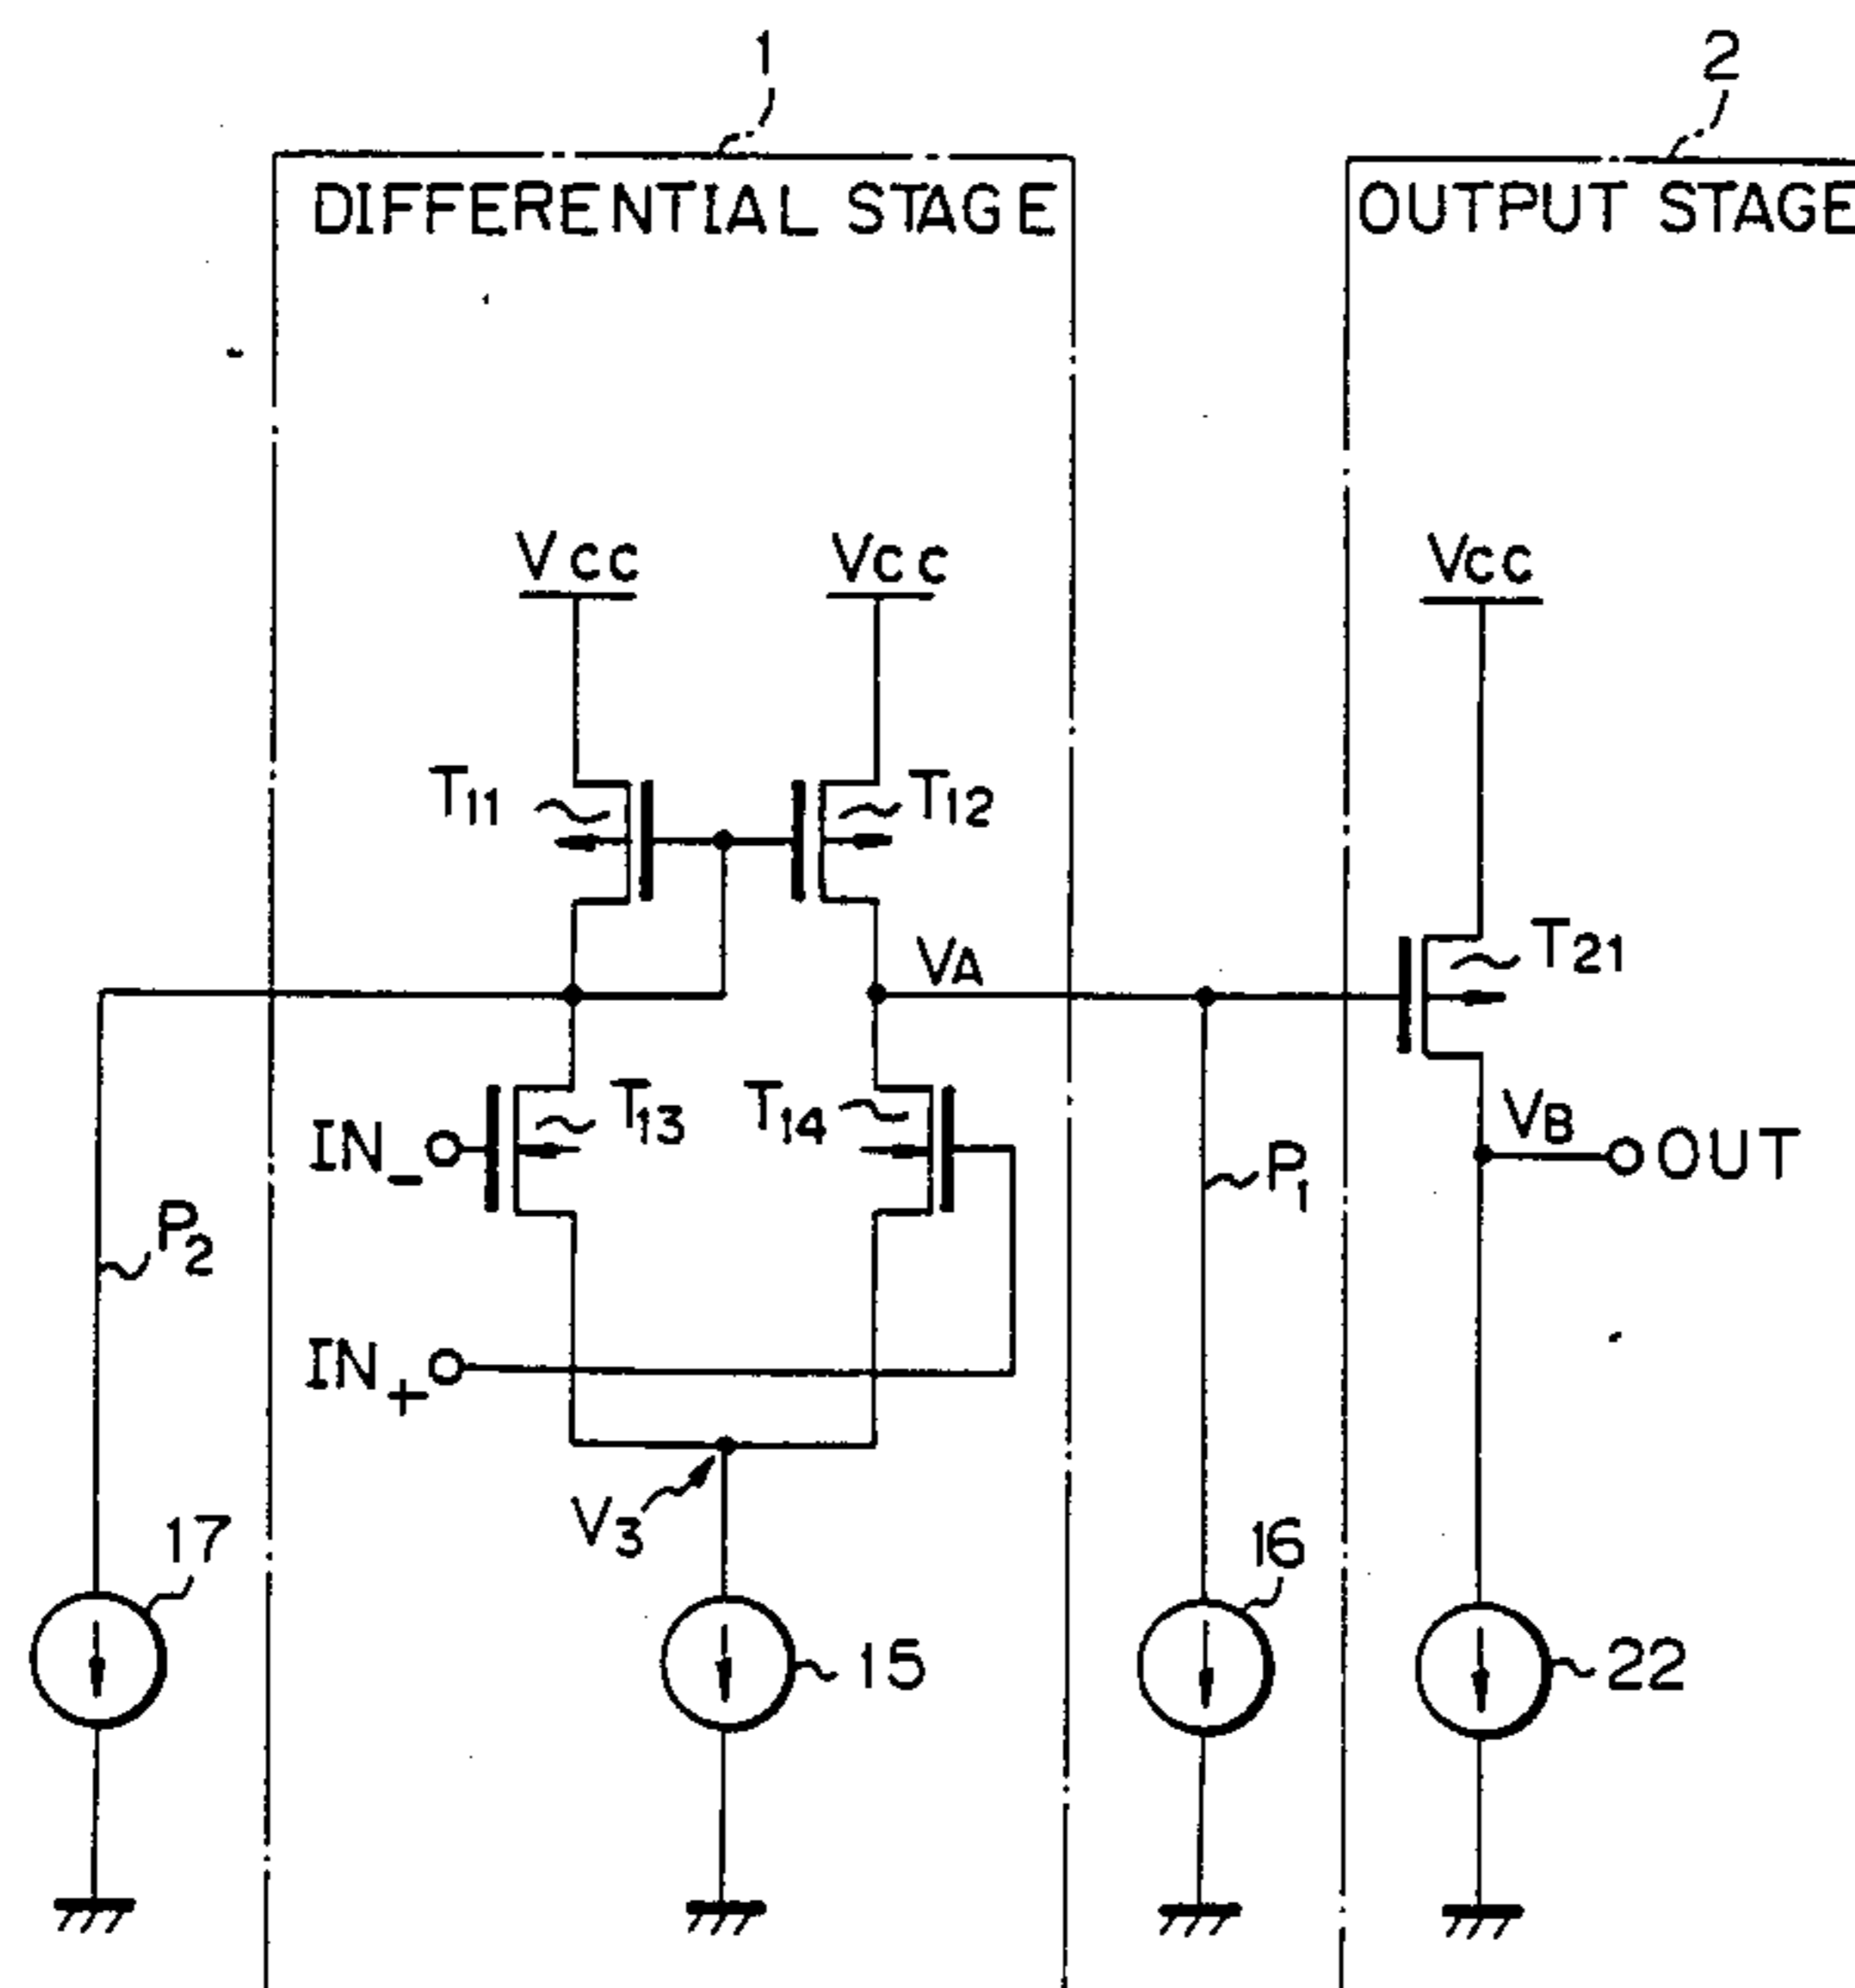 1
2
DIFFERENTIAL STAGE
OUTPUT STAGE
Vcc
Vcc
Vcc
T11
T12
VA
T21
T13
T14
IN-
VB
OUT
P1
P2
IN+
V3
17
16
15
22